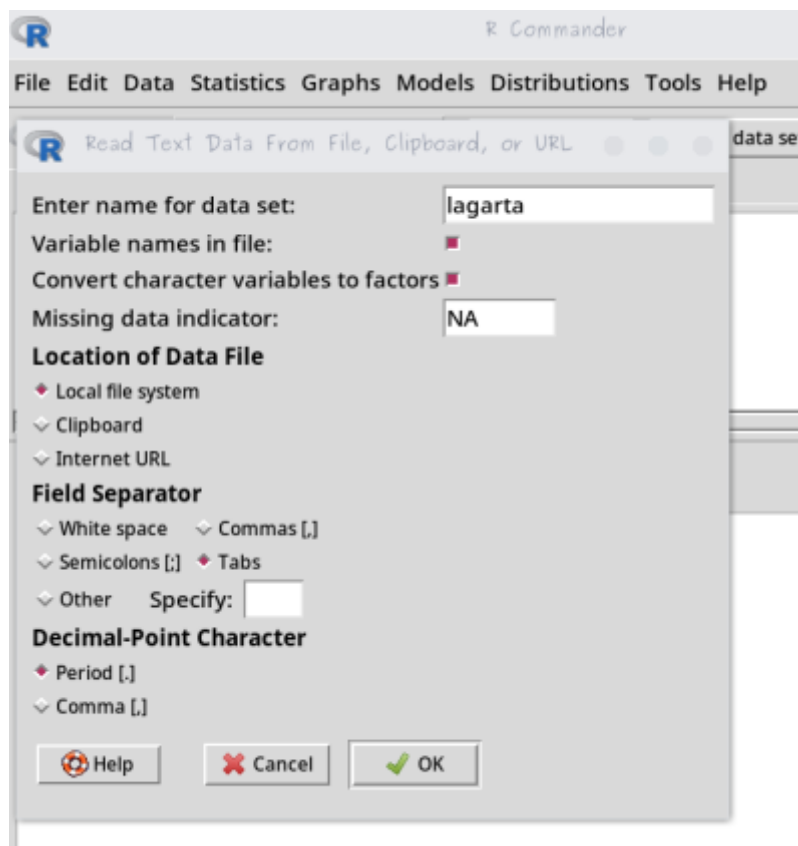 R Commander
File Edit Data Statistics Graphs Models Distributions Tools Help
Read Text Data From File, Clipboard, or URL
data se
Enter name for data set: lagarta
Variable names in file:
Convert character variables to factors
Missing data indicator: NA
Location of Data File
Local file system
Clipboard
Internet URL
Field Separator
White space Commas [,]
Semicolons [;] Tabs
Other Specify:
Decimal-Point Character
Period [.]
Comma [,]
Help Cancel OK